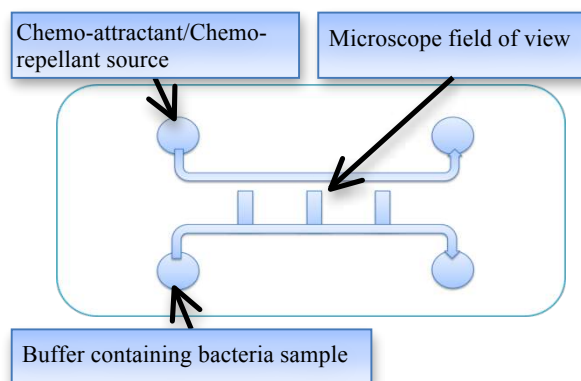 Chemo-attractant/Chemo-
repellant source
Microscope field of view
Buffer containing bacteria sample